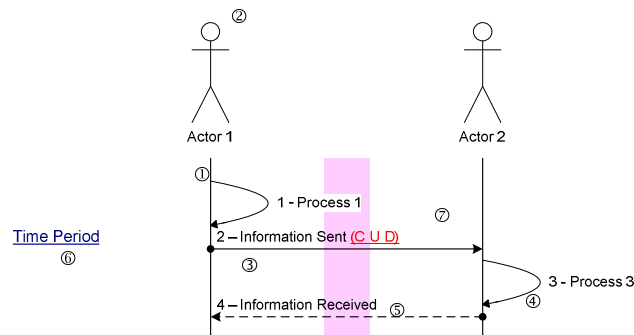 ②
Actor 1
Actor 2
①
1 - Process 1
⑦
Time Period
2 – Information Sent (C U D)
⑥
③
3 - Process 3
4 – Information Received
⑤
④